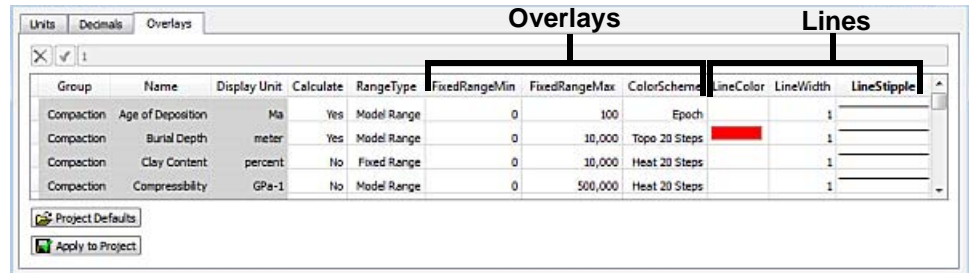 Overlays Lines
Units Decimals Overlays
1
Group Name Display Unit Calculate RangeType FixedRangeMin FixedRangeMax ColorScheme LineColor LineWidth LineStipple
Compaction Age of Deposition Ma Yes Model Range 0 100 Epoch 1
Compaction Burial Depth meter Yes Model Range 0 10,000 Topo 20 Steps 1
Compaction Clay Content percent No Fixed Range 0 10,000 Heat 20 Steps 1
Compaction Compressbility GPa-1 No Model Range 0 500,000 Heat 20 Steps 1
Project Defaults
Apply to Project